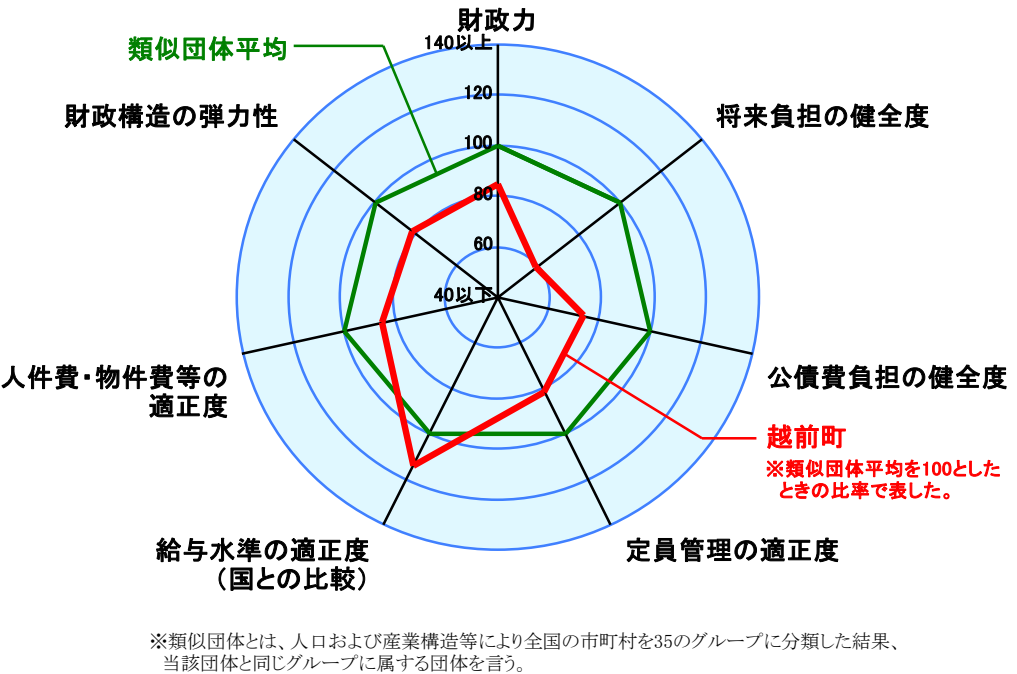 財政力
140以上
類似団体平均
120
財政構造の弾力性
将来負担の健全度
100
80
60
40以下
人件費・物件費等の
適正度
公債費負担の健全度
越前町
※類似団体平均を100とした
ときの比率で表した。
給与水準の適正度
（国との比較）
定員管理の適正度
※類似団体とは、人口および産業構造等により全国の市町村を35のグループに分類した結果、
当該団体と同じグループに属する団体を言う。